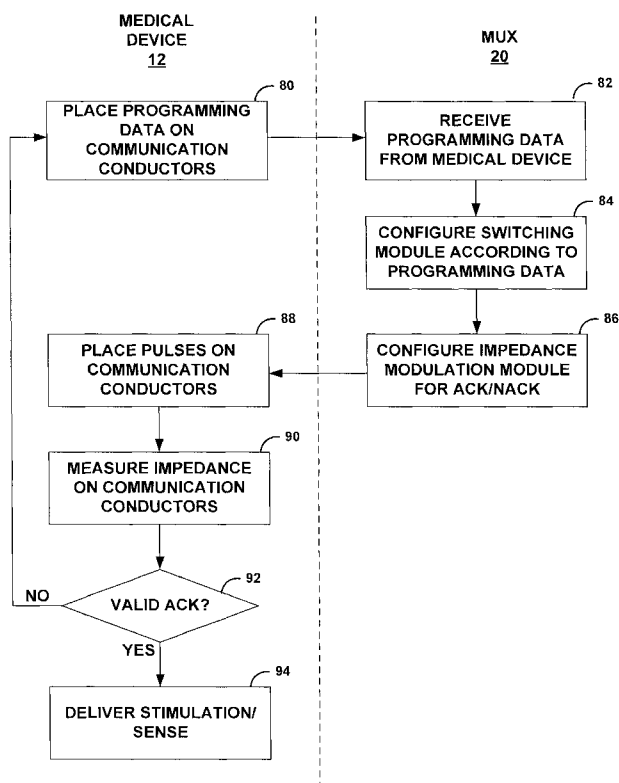 MEDICAL
DEVICE
12
MUX
20
80
PLACE PROGRAMMING
DATA ON
COMMUNICATION
CONDUCTORS
82
RECEIVE
PROGRAMMING DATA
FROM MEDICAL DEVICE
84
CONFIGURE SWITCHING
MODULE ACCORDING TO
PROGRAMMING DATA
86
CONFIGURE IMPEDANCE
MODULATION MODULE
FOR ACK/NACK
88
PLACE PULSES ON
COMMUNICATION
CONDUCTORS
90
MEASURE IMPEDANCE
ON COMMUNICATION
CONDUCTORS
92
VALID ACK?
NO
YES
94
DELIVER STIMULATION/
SENSE